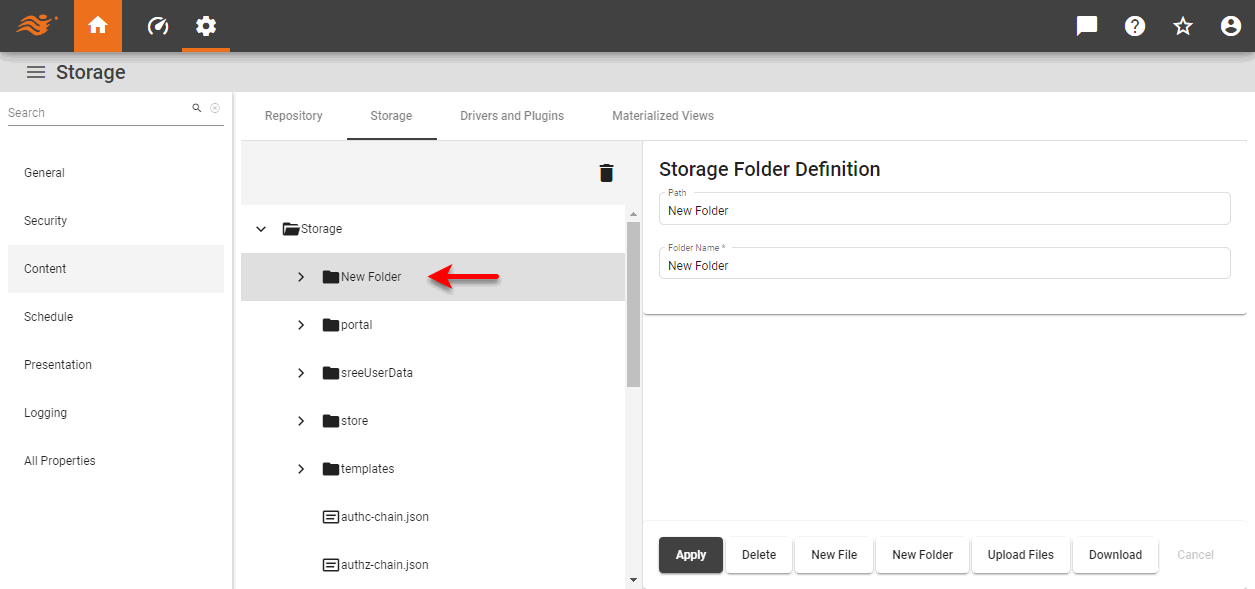 Storage
Search
General
Security
Content
Schedule
Presentation
Logging
All Properties
Repository
Storage
Drivers and Plugins
Materialized Views
Storage
New Folder
portal
sreeUserData
store
templates
authc-chain.json
authz-chain.json
Storage Folder Definition
Path
New Folder
Folder Name *
New Folder
Apply
Delete
New File
New Folder
Upload Files
Download
Cancel